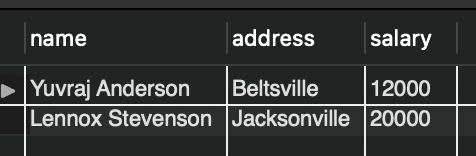 name address salary
Yuvraj Anderson Beltsville 12000
Lennox Stevenson Jacksonville 20000